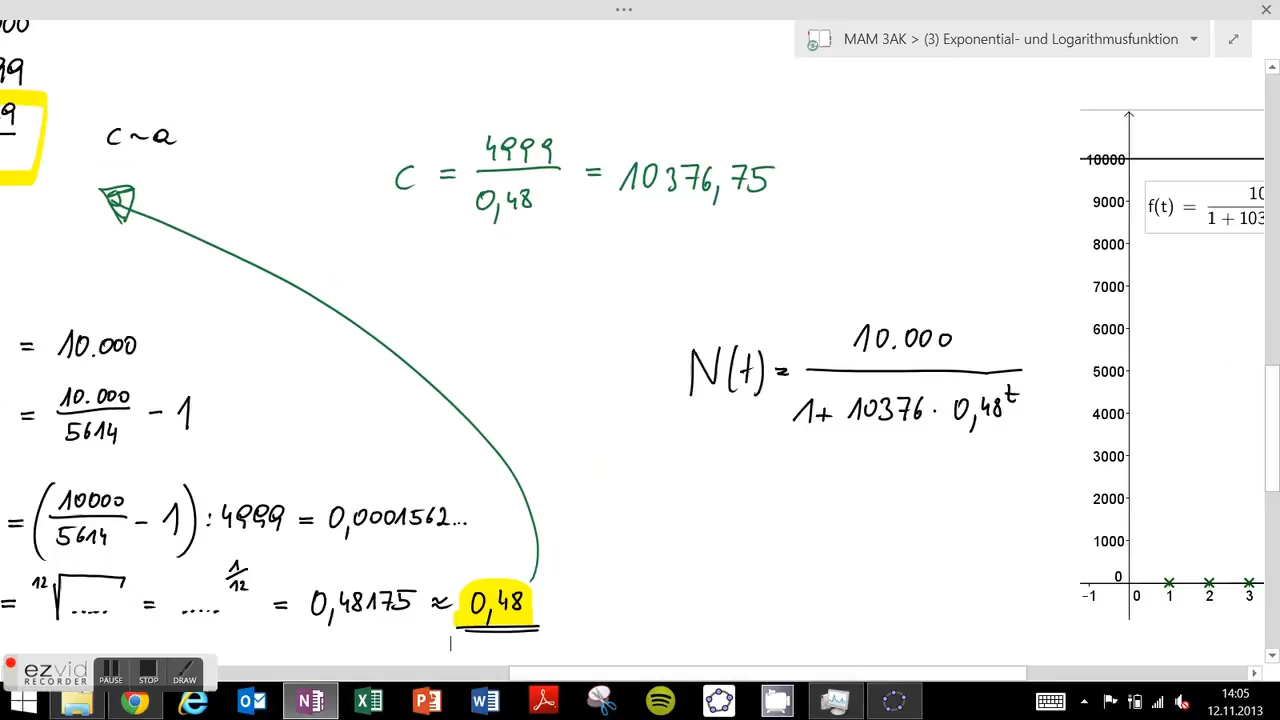 MAM 3AK > (3) Exponential- und Logarithmusfunktion
c ~ a
c = 4999 / 0,48 = 10376,75
10000
f(t) =
9000
8000
7000
6000
5000
4000
3000
2000
1000
0
-1 0 1 2 3
= 10.000
= 10.000 / 5614 - 1
N(t) = 10.000 / 1 + 10376 · 0,48^t
= (10000 / 5614 - 1) : 4999 = 0,0001562...
= 12√..... = .....^1/12 = 0,48175 ≈ 0,48
ezvid
RECORDER
PAUSE
STOP
DRAW
14:05
12.11.2013